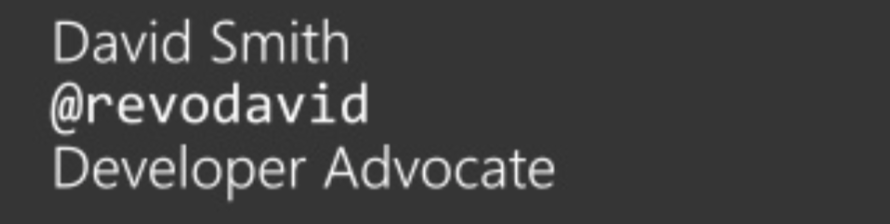 David Smith
@revodavid
Developer Advocate